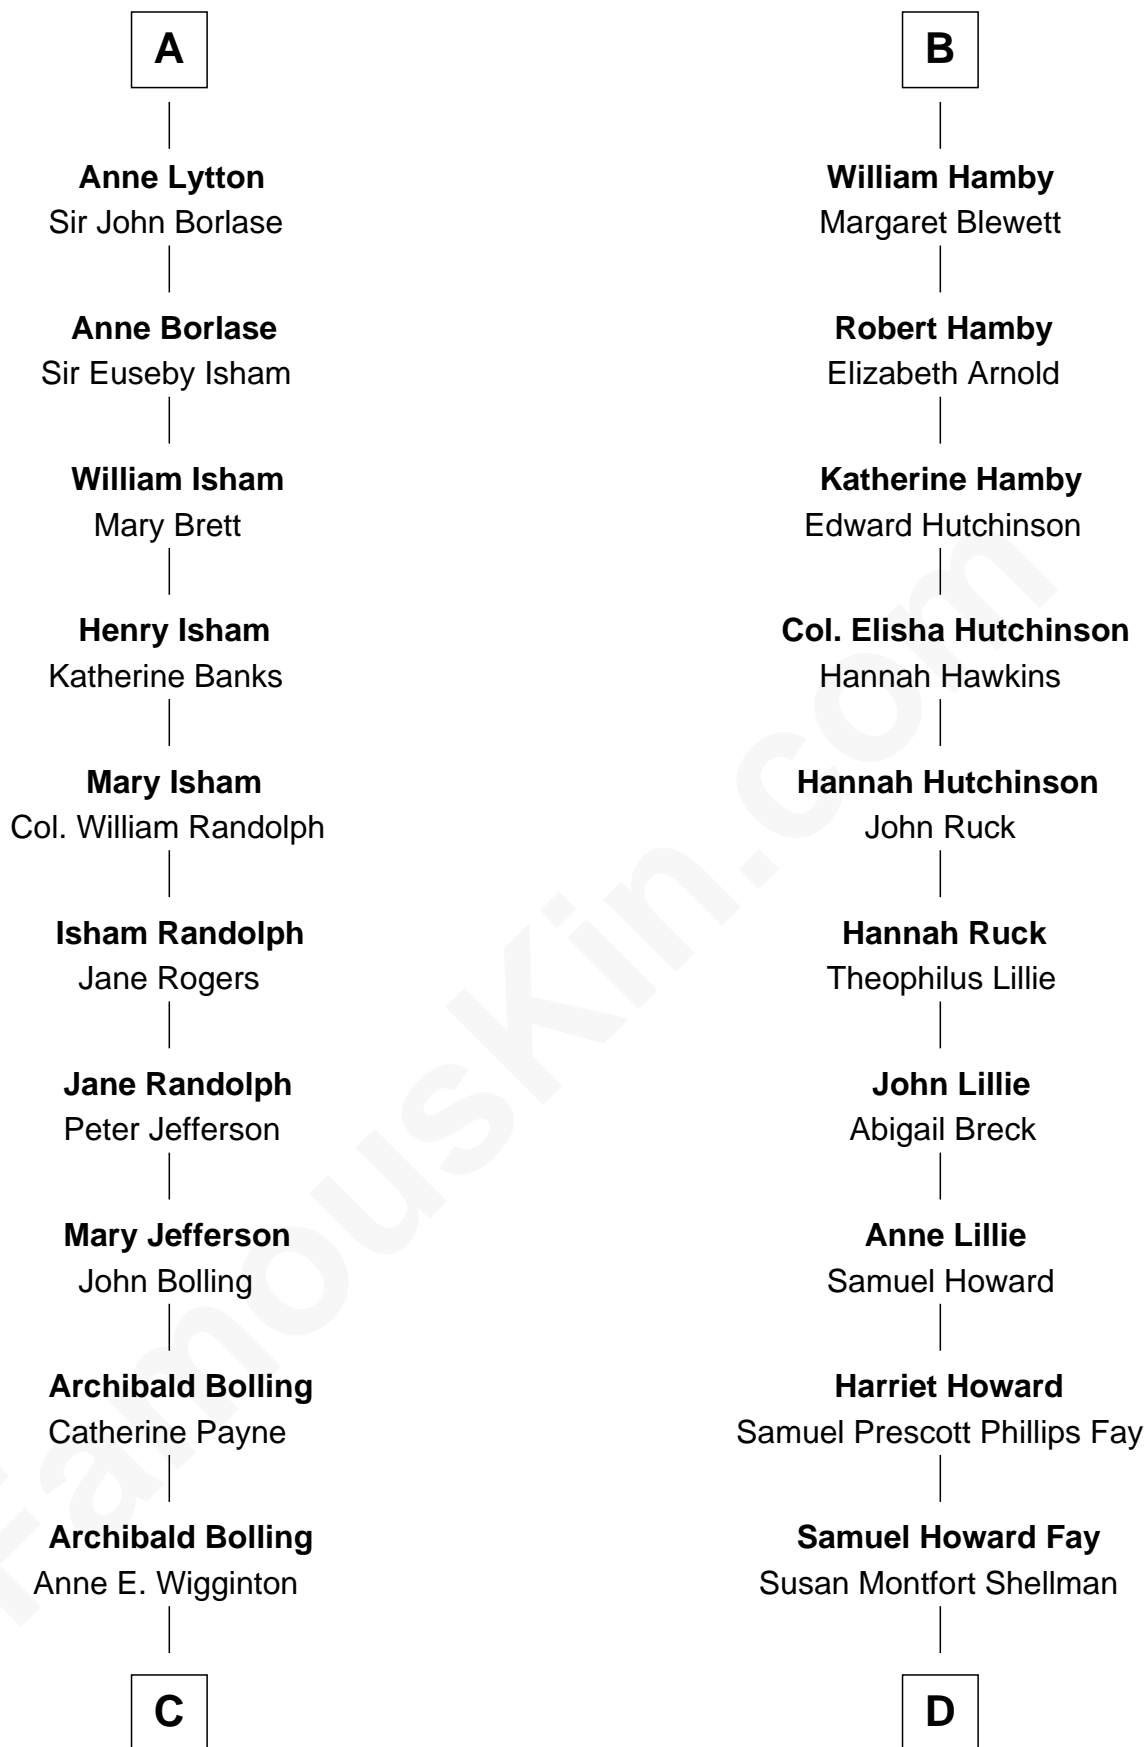 A
Anne Lytton
Sir John Borlase
Anne Borlase
Sir Euseby Isham
William Isham
Mary Brett
Henry Isham
Katherine Banks
Mary Isham
Col. William Randolph
Isham Randolph
Jane Rogers
Jane Randolph
Peter Jefferson
Mary Jefferson
John Bolling
Archibald Bolling
Catherine Payne
Archibald Bolling
Anne E. Wigginton
C
B
William Hamby
Margaret Blewett
Robert Hamby
Elizabeth Arnold
Katherine Hamby
Edward Hutchinson
Col. Elisha Hutchinson
Hannah Hawkins
Hannah Hutchinson
John Ruck
Hannah Ruck
Theophilus Lillie
John Lillie
Abigail Breck
Anne Lillie
Samuel Howard
Harriet Howard
Samuel Prescott Phillips Fay
Samuel Howard Fay
Susan Montfort Shellman
D
FamousKin.com